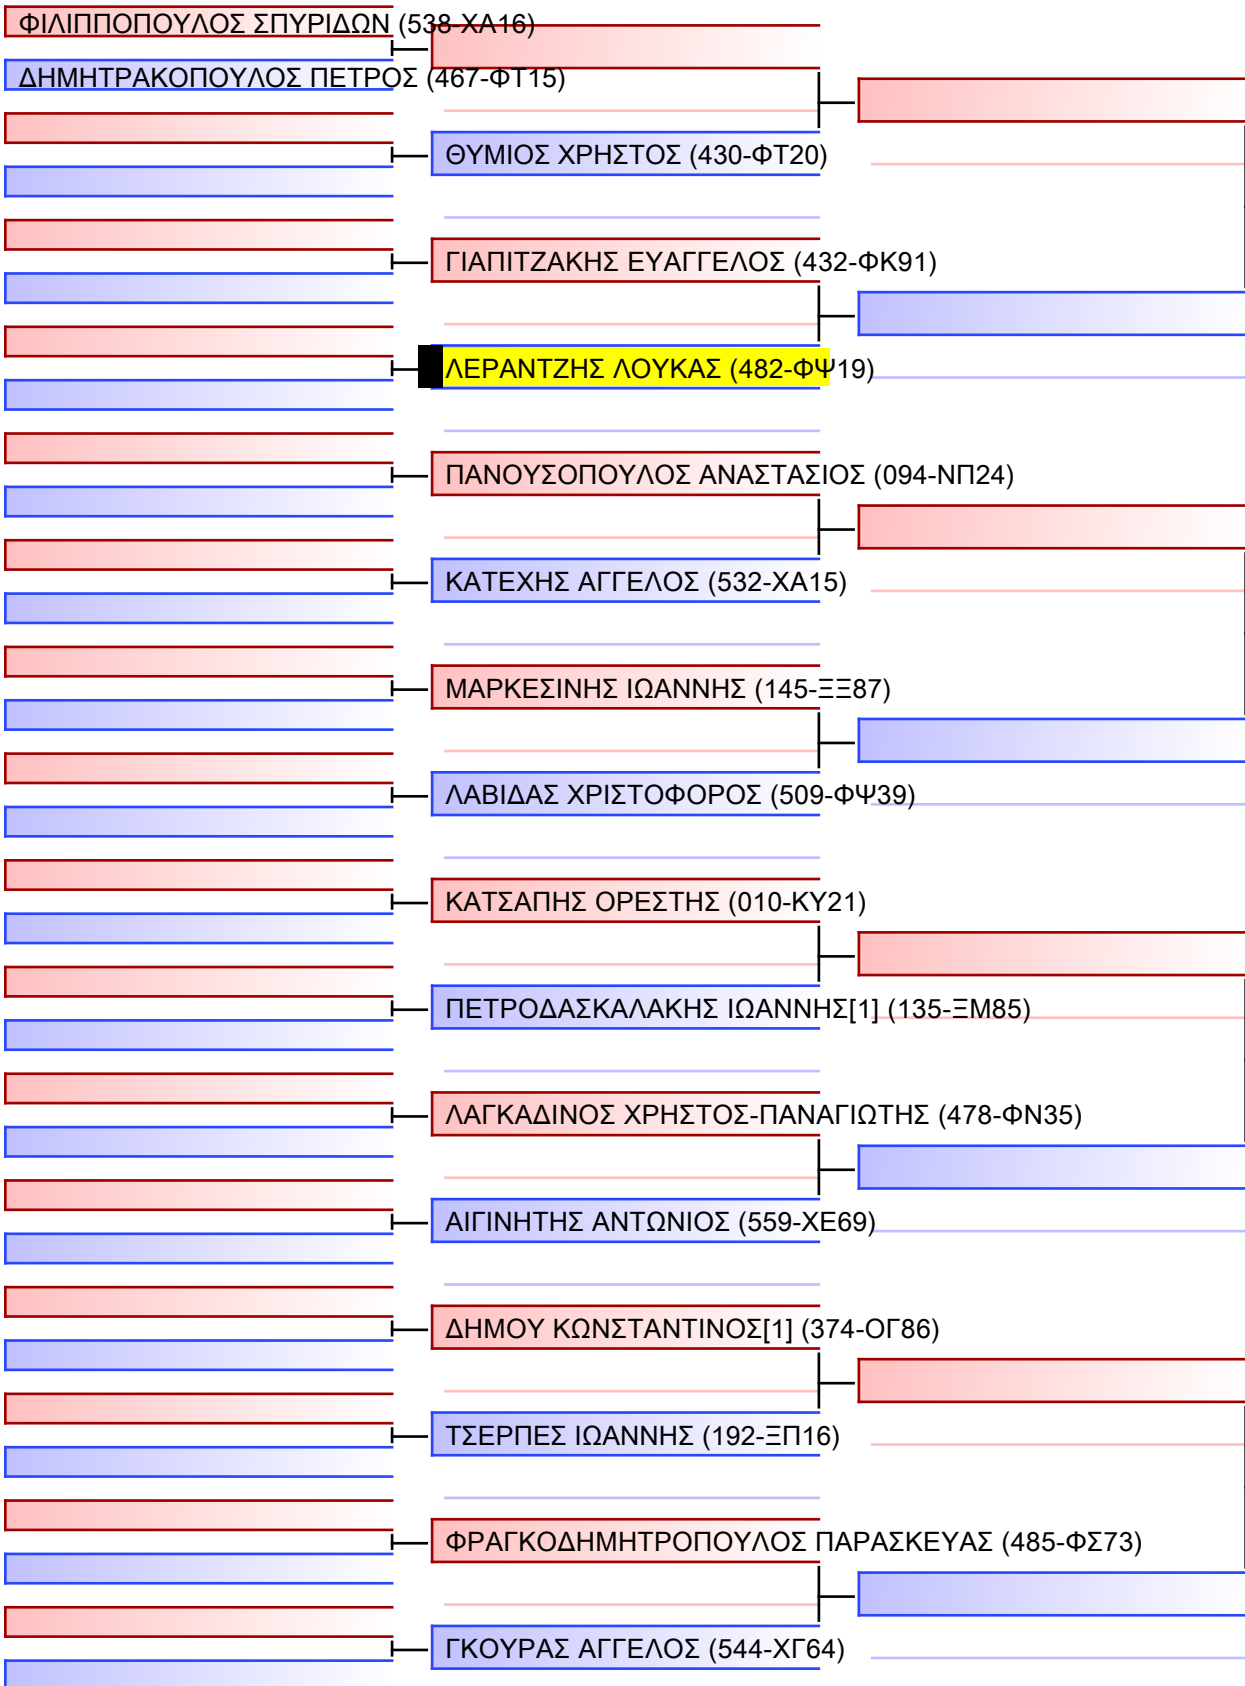 ΦΙΛΙΠΠΟΠΟΥΛΟΣ ΣΠΥΡΙΔΩΝ (538-ΧΑ16)
ΔΗΜΗΤΡΑΚΟΠΟΥΛΟΣ ΠΕΤΡΟΣ (467-ΦΤ15)
ΘΥΜΙΟΣ ΧΡΗΣΤΟΣ (430-ΦΤ20)
ΓΙΑΠΙΤΖΑΚΗΣ ΕΥΑΓΓΕΛΟΣ (432-ΦΚ91)
ΛΕΡΑΝΤΖΗΣ ΛΟΥΚΑΣ (482-ΦΨ19)
ΠΑΝΟΥΣΟΠΟΥΛΟΣ ΑΝΑΣΤΑΣΙΟΣ (094-ΝΠ24)
ΚΑΤΕΧΗΣ ΑΓΓΕΛΟΣ (532-ΧΑ15)
ΜΑΡΚΕΣΙΝΗΣ ΙΩΑΝΝΗΣ (145-ΞΞ87)
ΛΑΒΙΔΑΣ ΧΡΙΣΤΟΦΟΡΟΣ (509-ΦΨ39)
ΚΑΤΣΑΠΗΣ ΟΡΕΣΤΗΣ (010-ΚΥ21)
ΠΕΤΡΟΔΑΣΚΑΛΑΚΗΣ ΙΩΑΝΝΗΣ[1] (135-ΞΜ85)
ΛΑΓΚΑΔΙΝΟΣ ΧΡΗΣΤΟΣ-ΠΑΝΑΓΙΩΤΗΣ (478-ΦΝ35)
ΑΙΓΙΝΗΤΗΣ ΑΝΤΩΝΙΟΣ (559-ΧΕ69)
ΔΗΜΟΥ ΚΩΝΣΤΑΝΤΙΝΟΣ[1] (374-ΟΓ86)
ΤΣΕΡΠΕΣ ΙΩΑΝΝΗΣ (192-ΞΠ16)
ΦΡΑΓΚΟΔΗΜΗΤΡΟΠΟΥΛΟΣ ΠΑΡΑΣΚΕΥΑΣ (485-ΦΣ73)
ΓΚΟΥΡΑΣ ΑΓΓΕΛΟΣ (544-ΧΓ64)